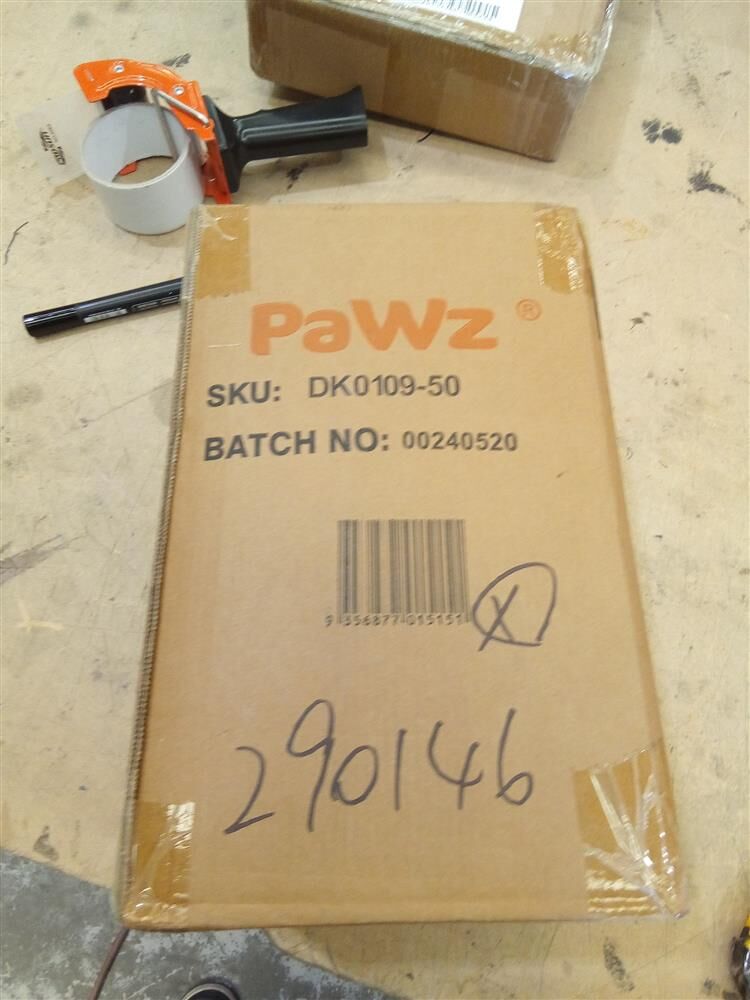 PaWz ®
SKU: DK0109-50
BATCH NO: 00240520
9 356877 015151
X
290146